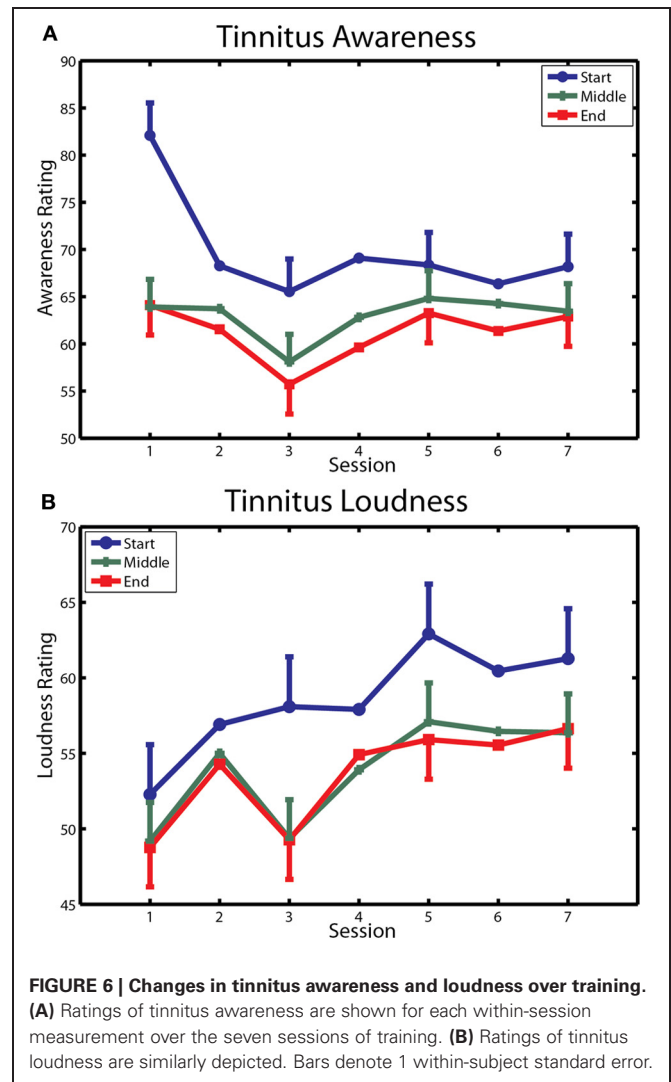 A
Tinnitus Awareness
90
85
80
75
70
65
60
55
50
Awareness Rating
Start
Middle
End
1 2 3 4 5 6 7
Session
B
Tinnitus Loudness
70
65
60
55
50
45
Loudness Rating
Start
Middle
End
1 2 3 4 5 6 7
Session
FIGURE 6 | Changes in tinnitus awareness and loudness over training.
(A) Ratings of tinnitus awareness are shown for each within-session
measurement over the seven sessions of training. (B) Ratings of tinnitus
loudness are similarly depicted. Bars denote 1 within-subject standard error.